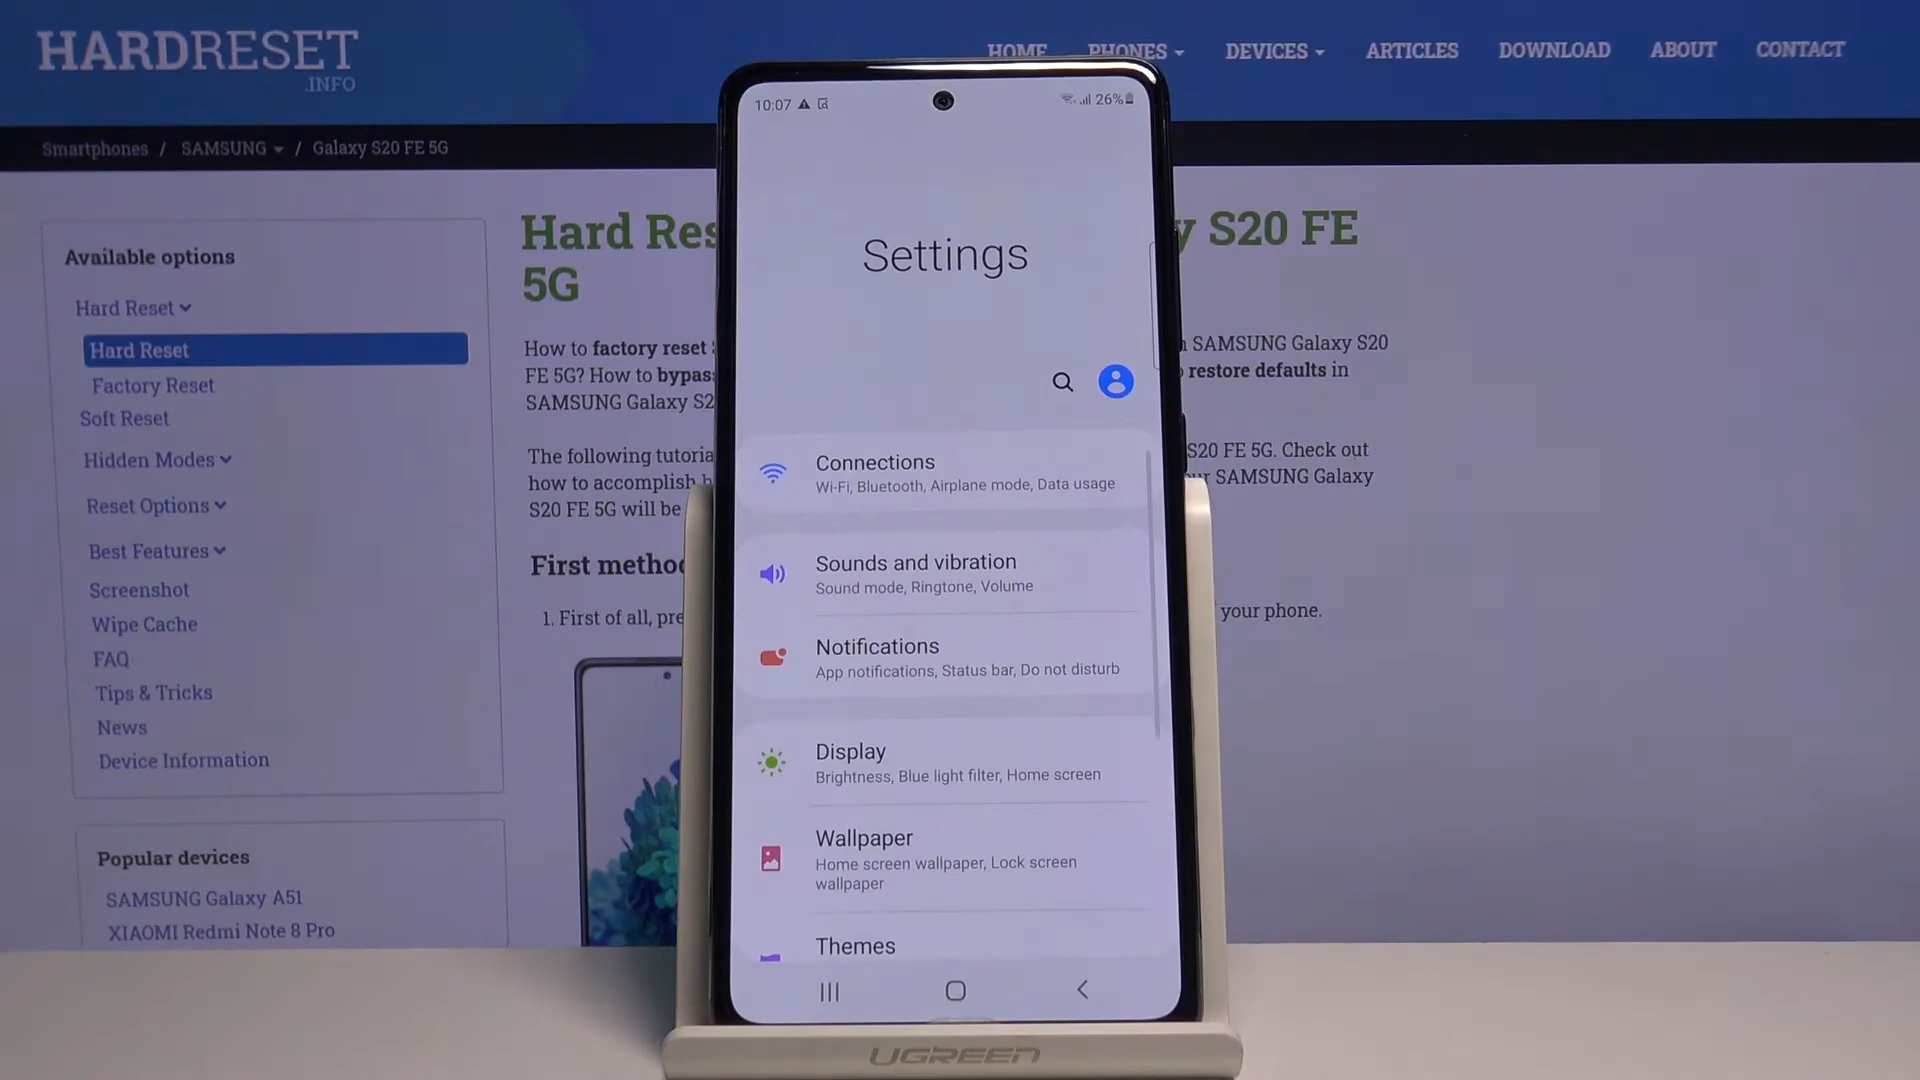 HARDRESET
.INFO
HOME PHONES DEVICES ARTICLES DOWNLOAD ABOUT CONTACT
Smartphones / SAMSUNG / Galaxy S20 FE 5G
Available options
Hard Reset
Hard Reset
Factory Reset
Soft Reset
Hidden Modes
Reset Options
Best Features
Screenshot
Wipe Cache
FAQ
Tips & Tricks
News
Device Information
Popular devices
SAMSUNG Galaxy A51
XIAOMI Redmi Note 8 Pro
Hard Res
y S20 FE
5G
How to factory reset
SAMSUNG Galaxy S20
FE 5G? How to bypas
restore defaults in
SAMSUNG Galaxy S2
The following tutoria
S20 FE 5G. Check out
how to accomplish
SAMSUNG Galaxy
S20 FE 5G will be
First metho
1. First of all, pre
your phone.
10:07
26%
Settings
Connections
Wi-Fi, Bluetooth, Airplane mode, Data usage
Sounds and vibration
Sound mode, Ringtone, Volume
Notifications
App notifications, Status bar, Do not disturb
Display
Brightness, Blue light filter, Home screen
Wallpaper
Home screen wallpaper, Lock screen
wallpaper
Themes
UGREEN